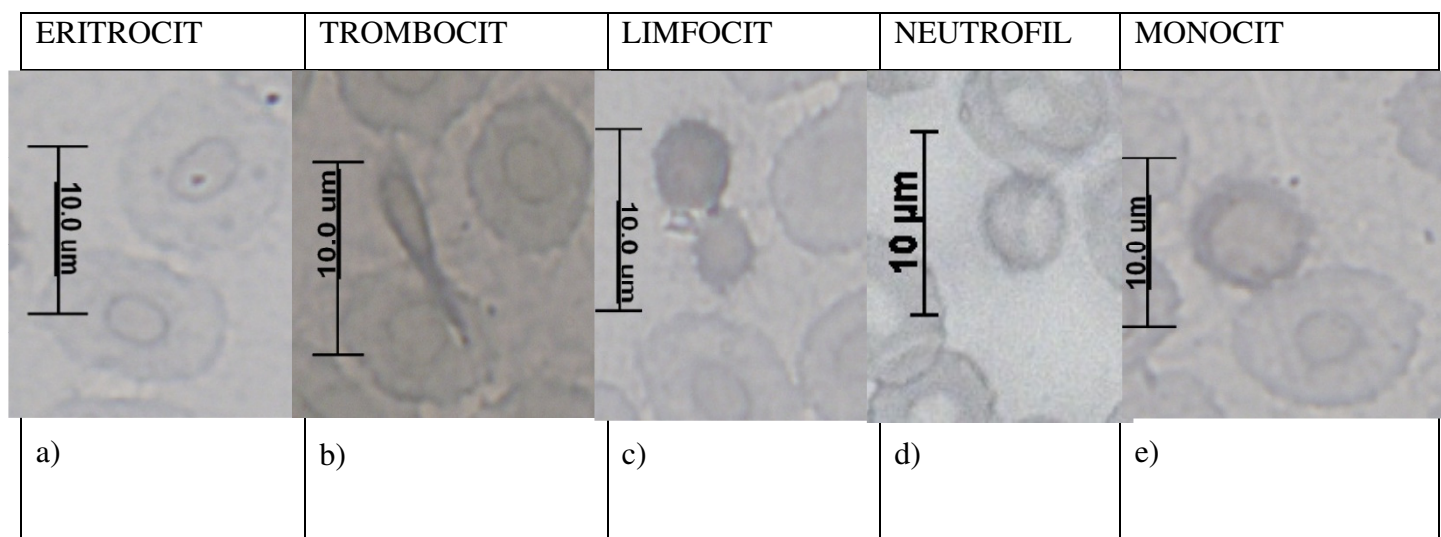 ERITROCIT
TROMBOCIT
LIMFOCIT
NEUTROFIL
MONOCIT
10.0 um
10.0 um
10.0 um
10 µm
10.0 um
a)
b)
c)
d)
e)